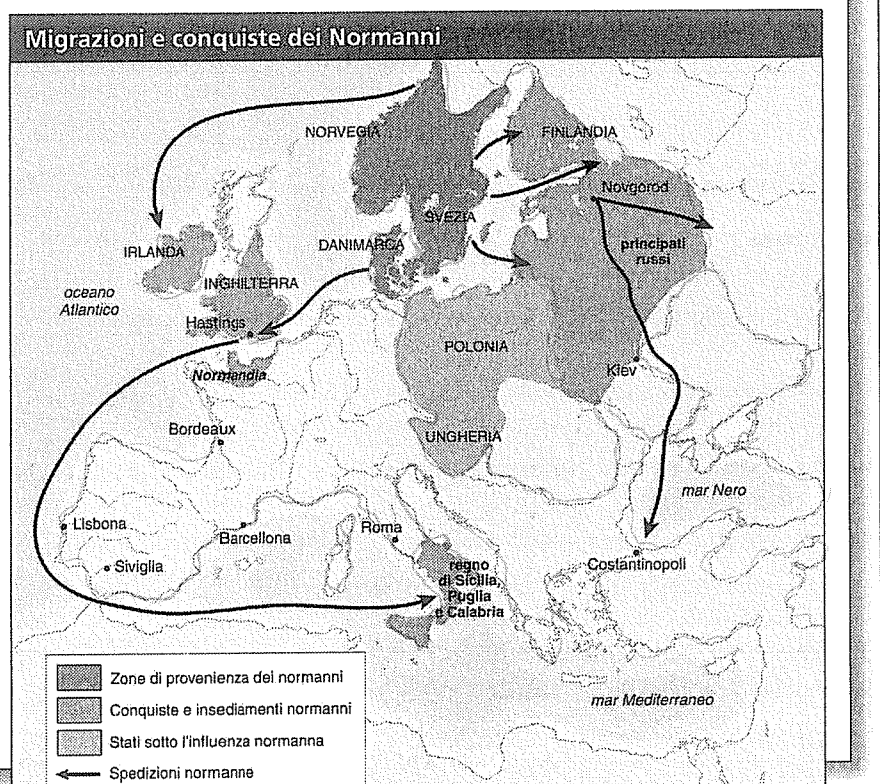 Migrazioni e conquiste dei Normanni
NORVEGIA
FINLANDIA
Novgorod
SVEZIA
principati
russi
IRLANDA
DANIMARCA
INGHILTERRA
oceano
Atlantico
Hastings
POLONIA
Normandia
Kiev
Bordeaux
UNGHERIA
mar Nero
Lisbona
Barcellona
Roma
Siviglia
Costantinopoli
regno
di Sicilia,
Puglia
e Calabria
mar Mediterraneo
Zone di provenienza dei normanni
Conquiste e insediamenti normanni
Stati sotto l'influenza normanna
Spedizioni normanne